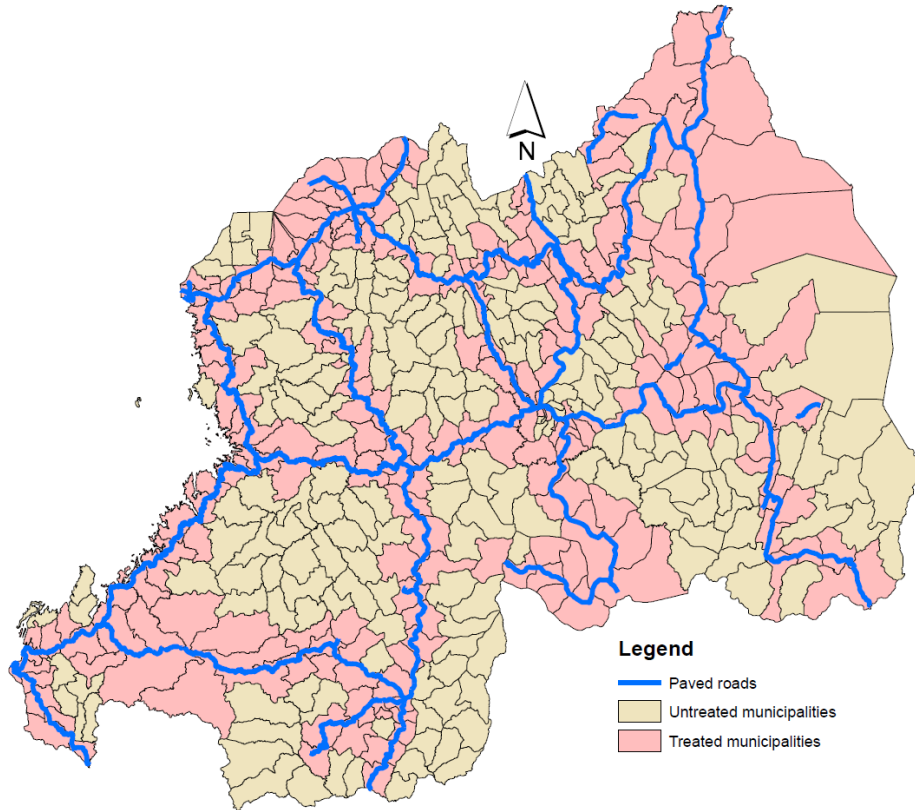 N
Legend
Paved roads
Untreated municipalities
Treated municipalities